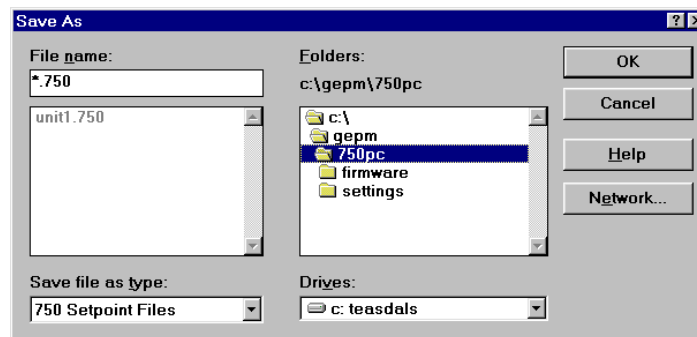 Save As
File name:
*.750
unit1.750
Save file as type:
750 Setpoint Files
Folders:
c:\gepm\750pc
c:\
gepm
750pc
firmware
settings
Drives:
c: teasdals
OK
Cancel
Help
Network...